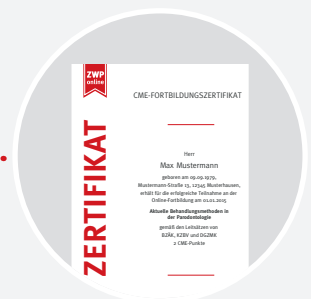 ZWP
online
CME-FORTBILDUNGSZERTIFIKAT
ZERTIFIKAT
Herr
Max Mustermann
geboren am 09.09.1979,
Mustermann-Straße 13, 12345 Musterhausen,
erhält für die erfolgreiche Teilnahme an der
Online-Fortbildung am 01.01.2015
Aktuelle Behandlungsmethoden in
der Parodontologie
gemäß den Leitsätzen von
BZÄK, KZBV und DGZMK
2 CME-Punkte